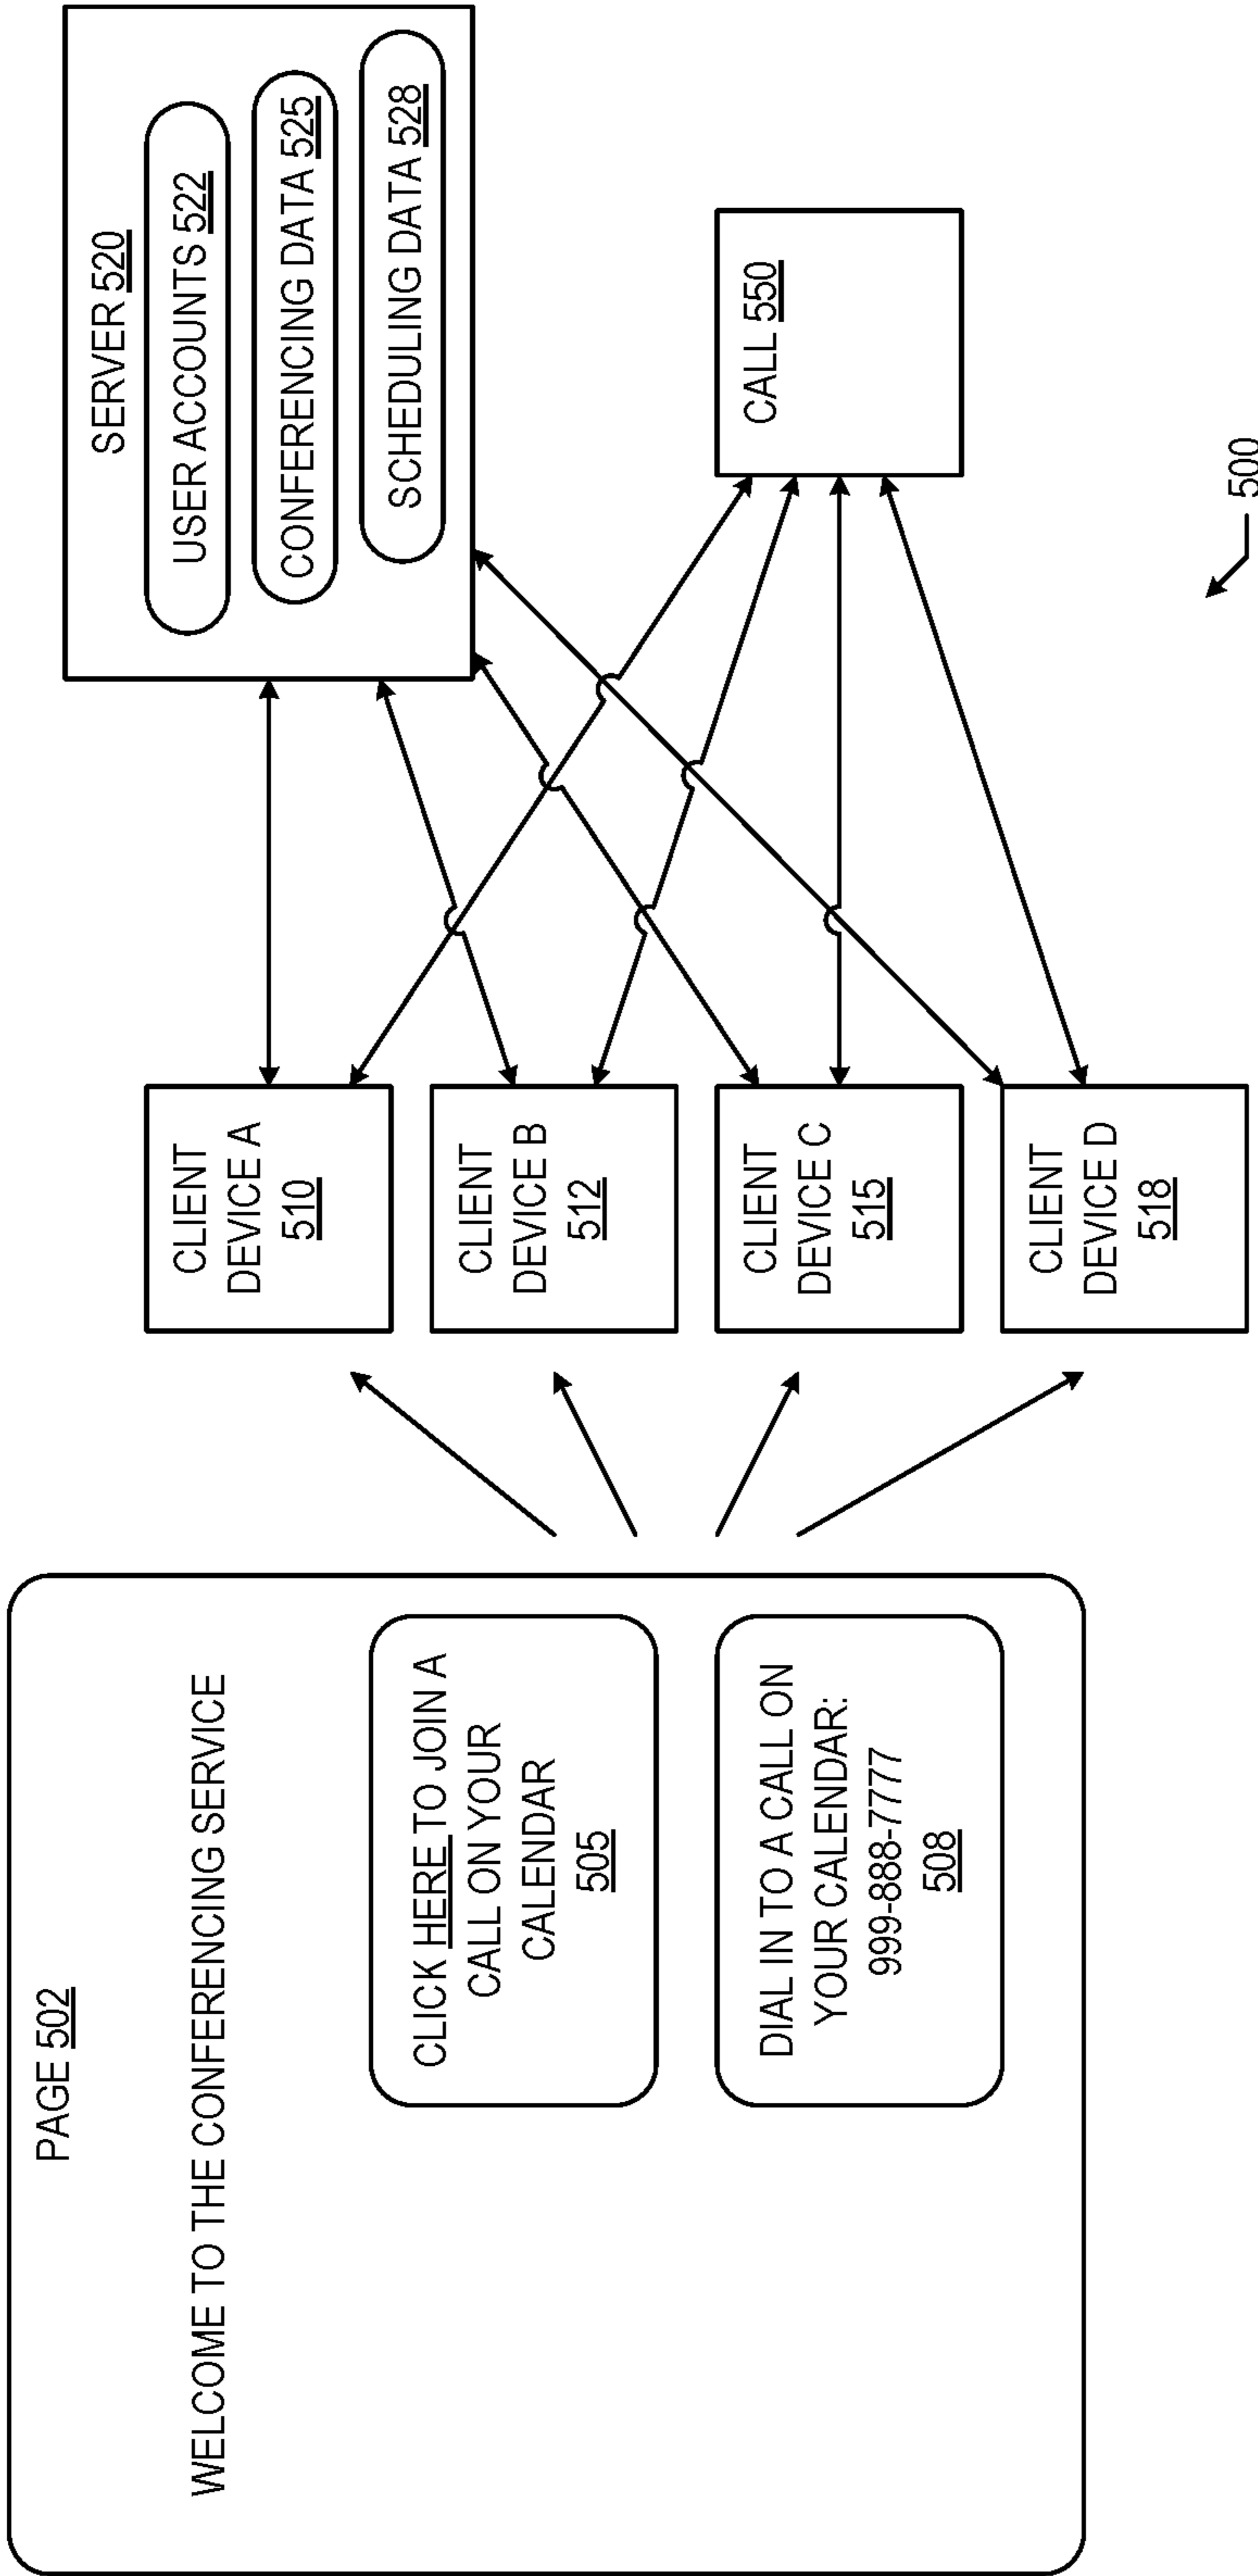 PAGE 502
WELCOME TO THE CONFERENCING SERVICE
CLICK HERE TO JOIN A
CALL ON YOUR
CALENDAR
505
DIAL IN TO A CALL ON
YOUR CALENDAR:
999-888-7777
508
CLIENT
DEVICE A
510
CLIENT
DEVICE B
512
CLIENT
DEVICE C
515
CLIENT
DEVICE D
518
SERVER 520
USER ACCOUNTS 522
CONFERENCING DATA 525
SCHEDULING DATA 528
CALL 550
500